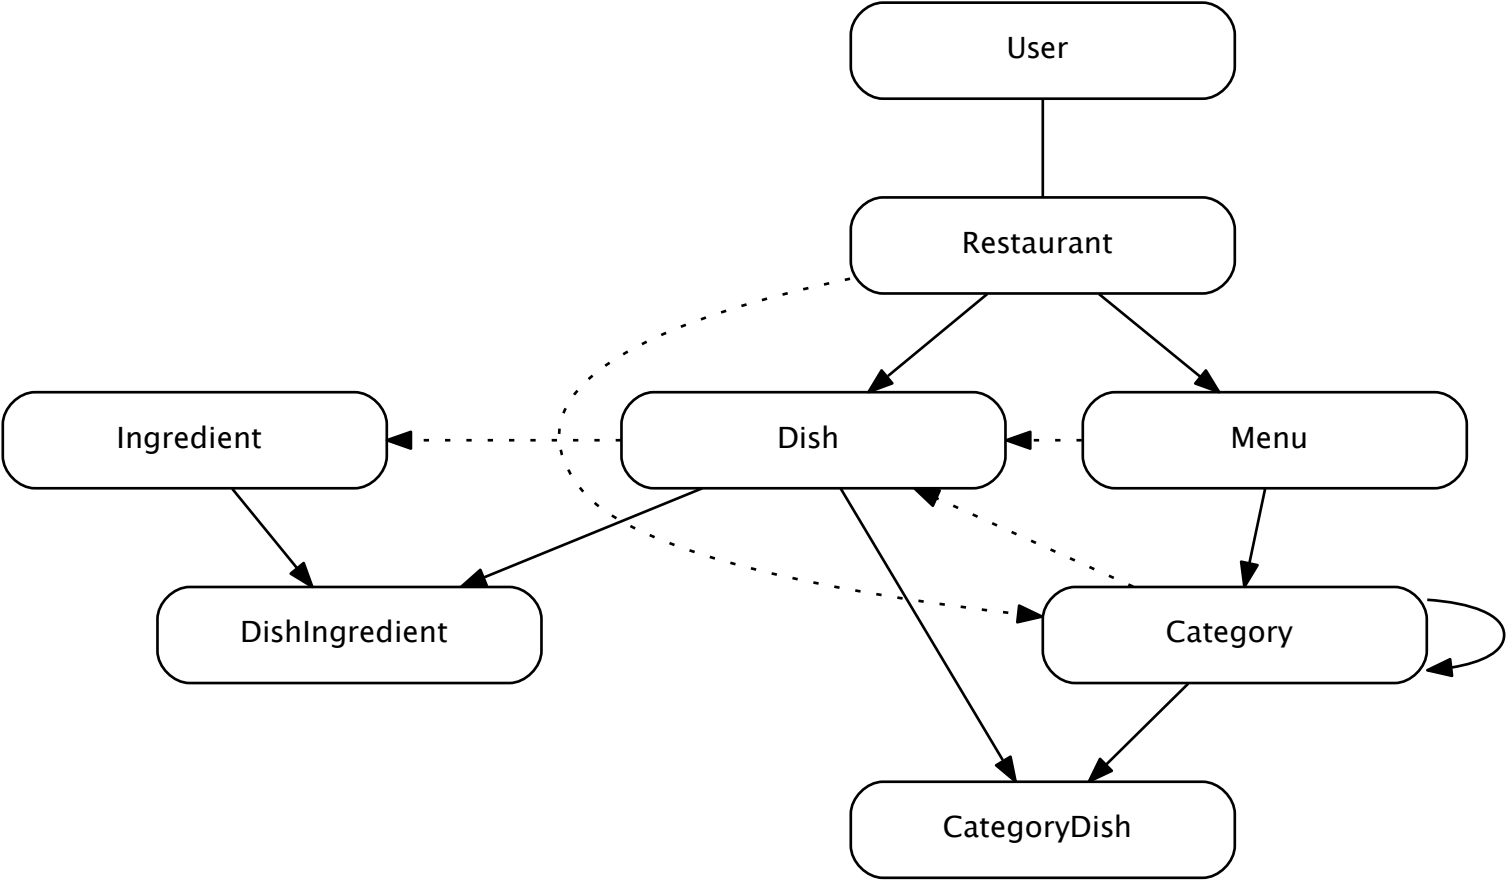 User
Restaurant
Ingredient
Dish
Menu
DishIngredient
Category
CategoryDish